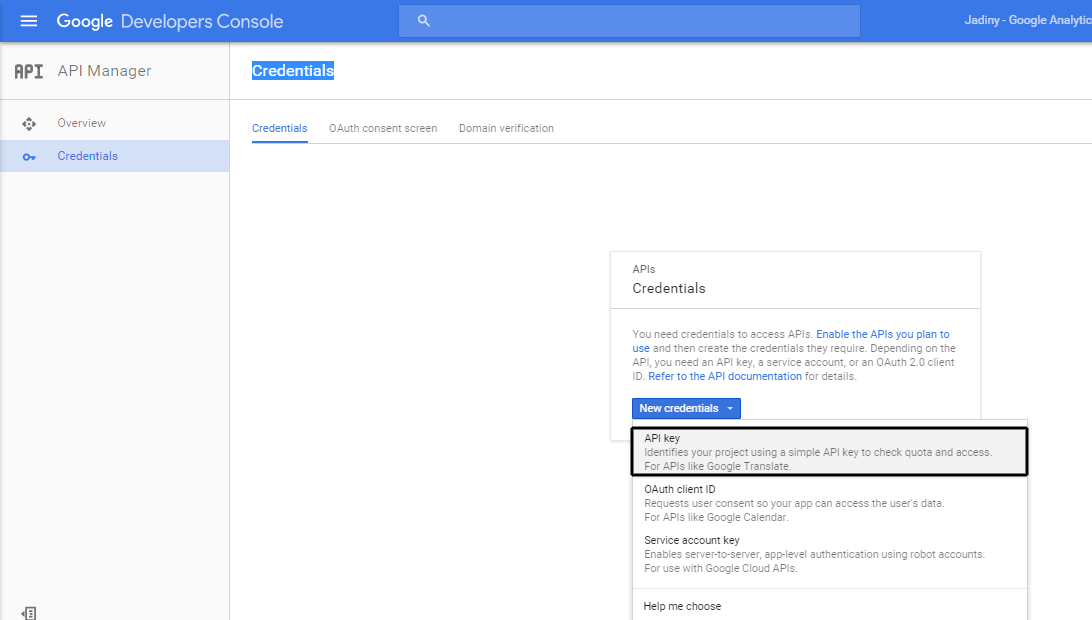 Google Developers Console
Jadiny - Google Analytic
API API Manager
Credentials
Overview
Credentials
Credentials OAuth consent screen Domain verification
APIs
Credentials
You need credentials to access APIs. Enable the APIs you plan to
use and then create the credentials they require. Depending on the
API, you need an API key, a service account, or an OAuth 2.0 client
ID. Refer to the API documentation for details.
New credentials
API key
Identifies your project using a simple API key to check quota and access.
For APIs like Google Translate.
OAuth client ID
Requests user consent so your app can access the user's data.
For APIs like Google Calendar.
Service account key
Enables server-to-server, app-level authentication using robot accounts.
For use with Google Cloud APIs.
Help me choose